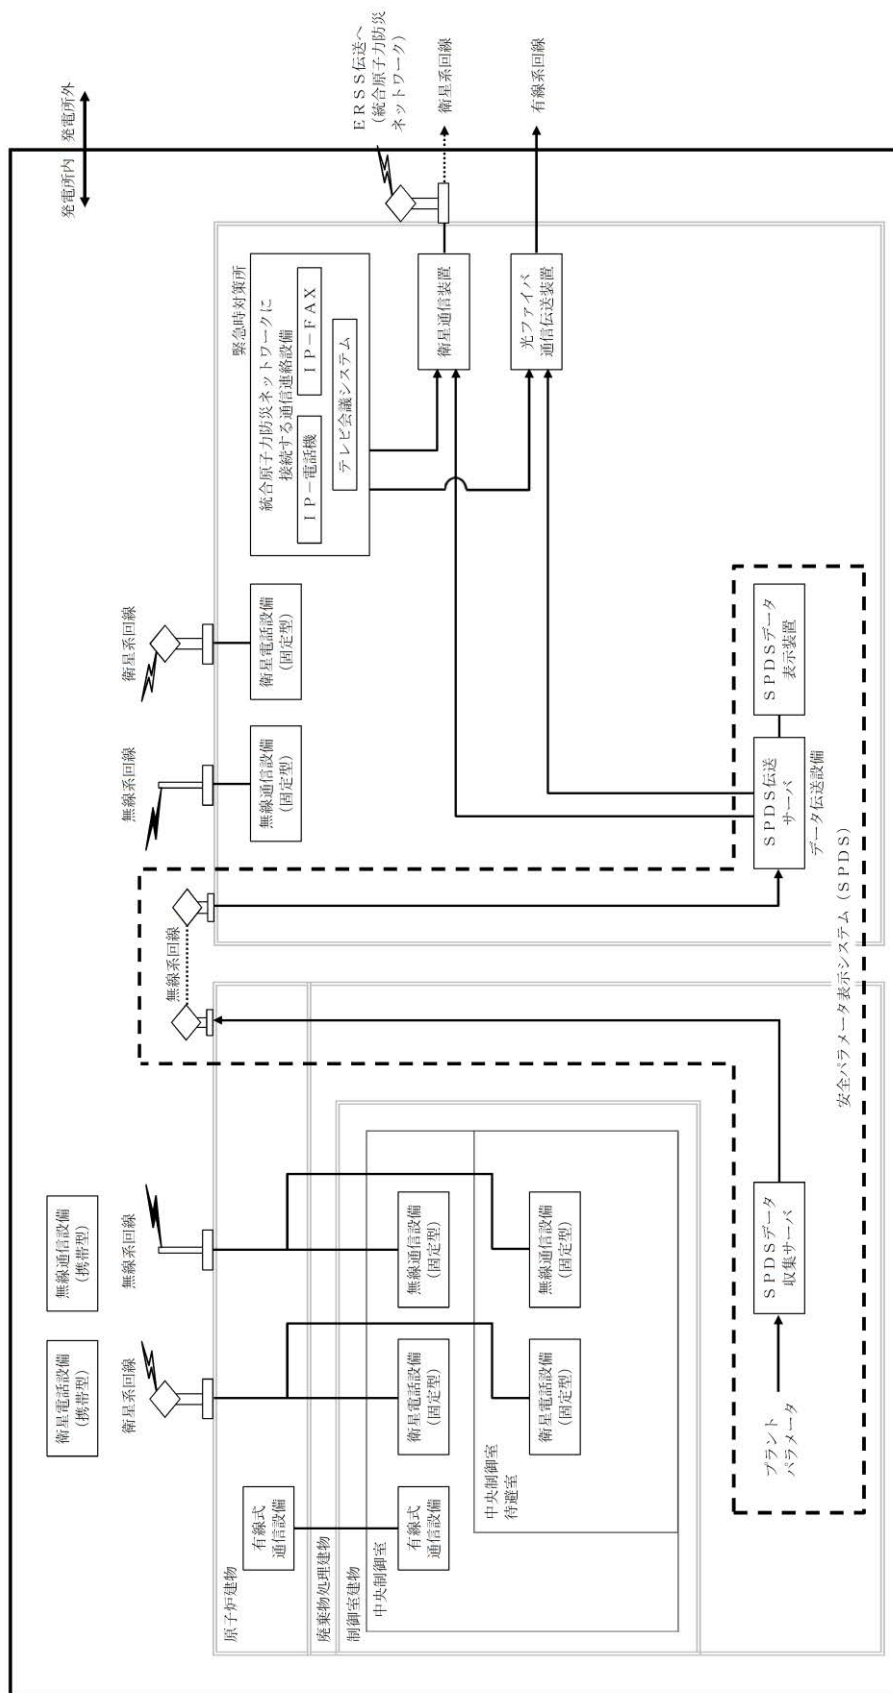 発電所内
発電所外
ＥＲＳＳ伝送へ
（統合原子力防災
ネットワーク）
衛星系回線
有線系回線
緊急時対策所
統合原子力防災ネットワークに
接続する通信連絡設備
ＩＰ－電話機
ＩＰ－FAX
テレビ会議システム
衛星通信装置
光ファイバ
通信伝送装置
衛星系回線
衛星電話設備
(固定型)
無線系回線
無線通信設備
(固定型)
無線系回線
ＳＰＤＳデータ
表示装置
ＳＰＤＳ伝送
サーバ
データ伝送設備
安全パラメータ表示システム（ＳＰＤＳ）
無線通信設備
(携帯型)
無線系回線
衛星電話設備
(携帯型)
衛星系回線
無線通信設備
(固定型)
無線通信設備
(固定型)
衛星電話設備
(固定型)
衛星電話設備
(固定型)
有線式
通信設備
有線式
通信設備
原子炉建物
廃棄物処理建物
制御室建物
中央制御室
中央制御室
待避室
ＳＰＤＳデータ
収集サーバ
プラント
パラメータ